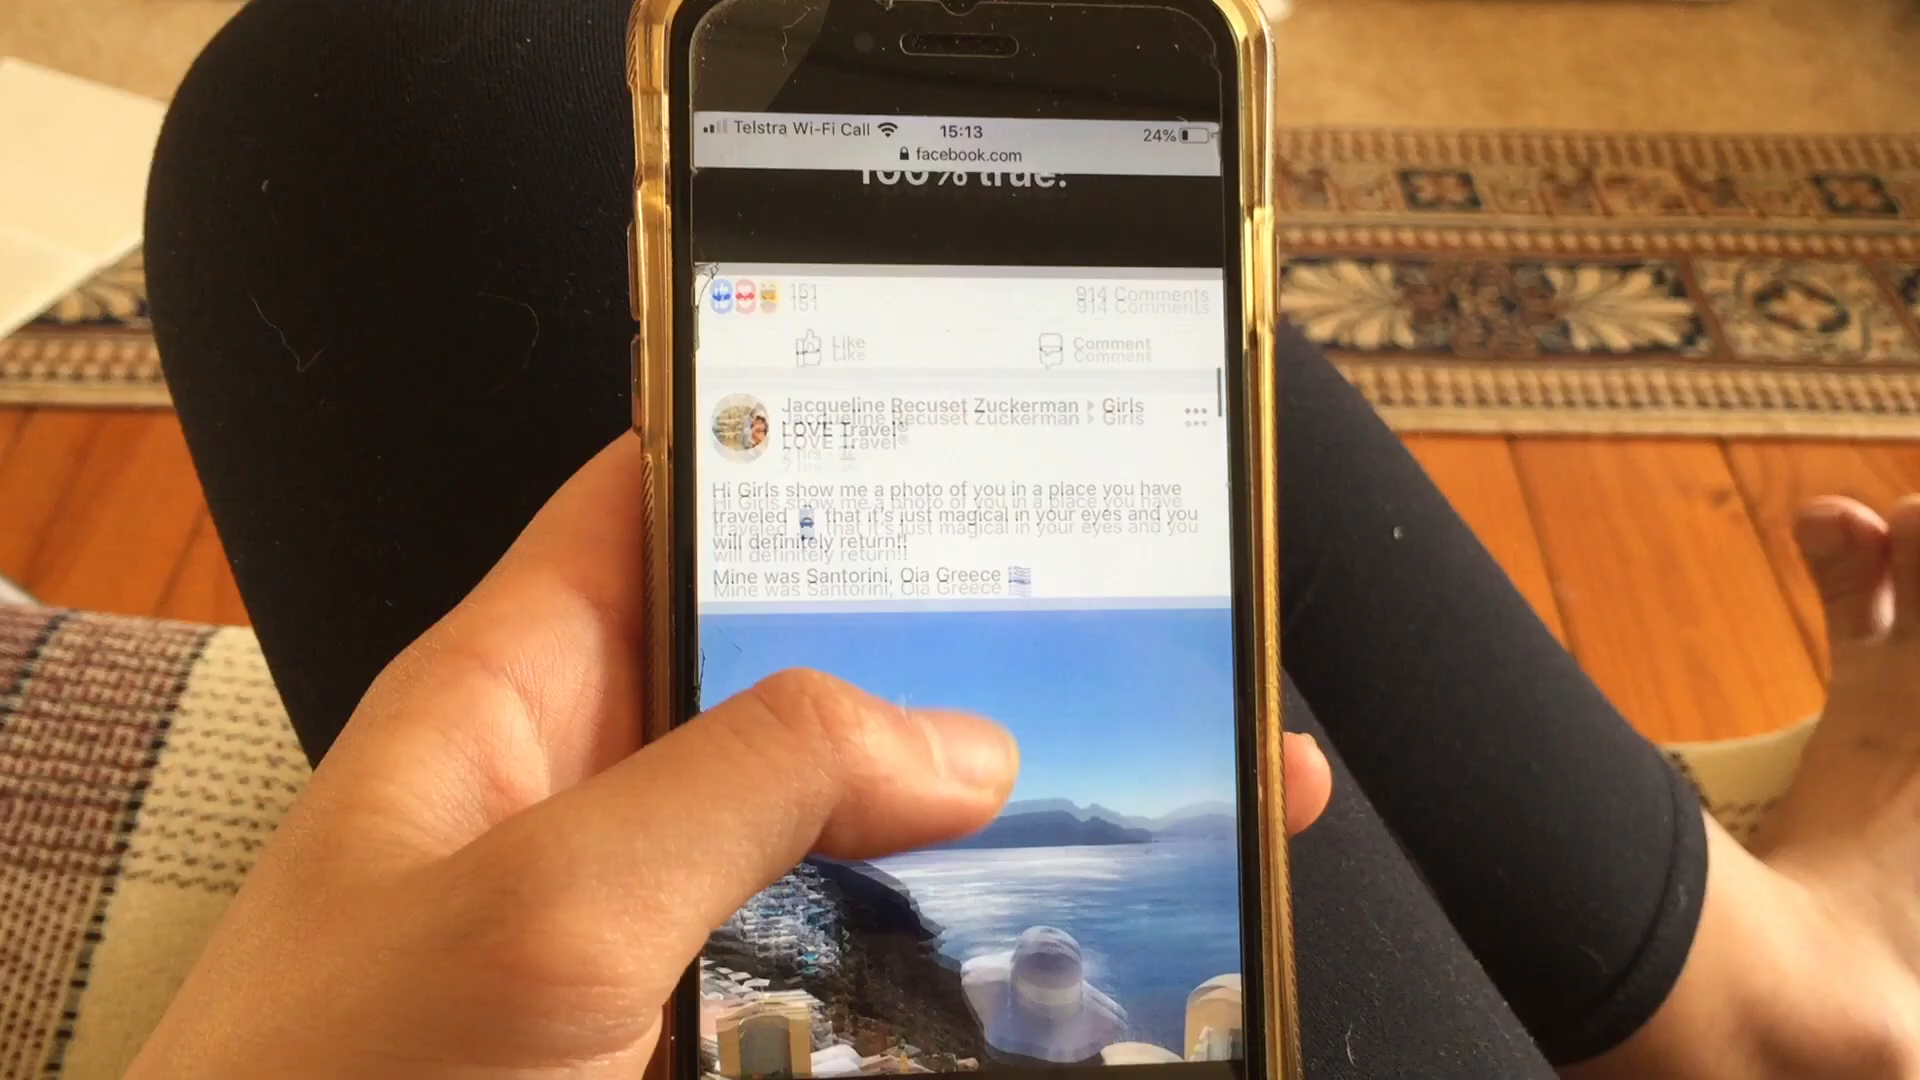 Telstra Wi-Fi Call 15:13 24%
facebook.com
100% true.
151 914 Comments
Like Comment
Jacqueline Recuset Zuckerman ▸ Girls
LOVE Travel®
2 hrs ·
Hi Girls show me a photo of you in a place you have
traveled 🚘 that it's just magical in your eyes and you
will definitely return!!
Mine was Santorini, Oia Greece 🇬🇷